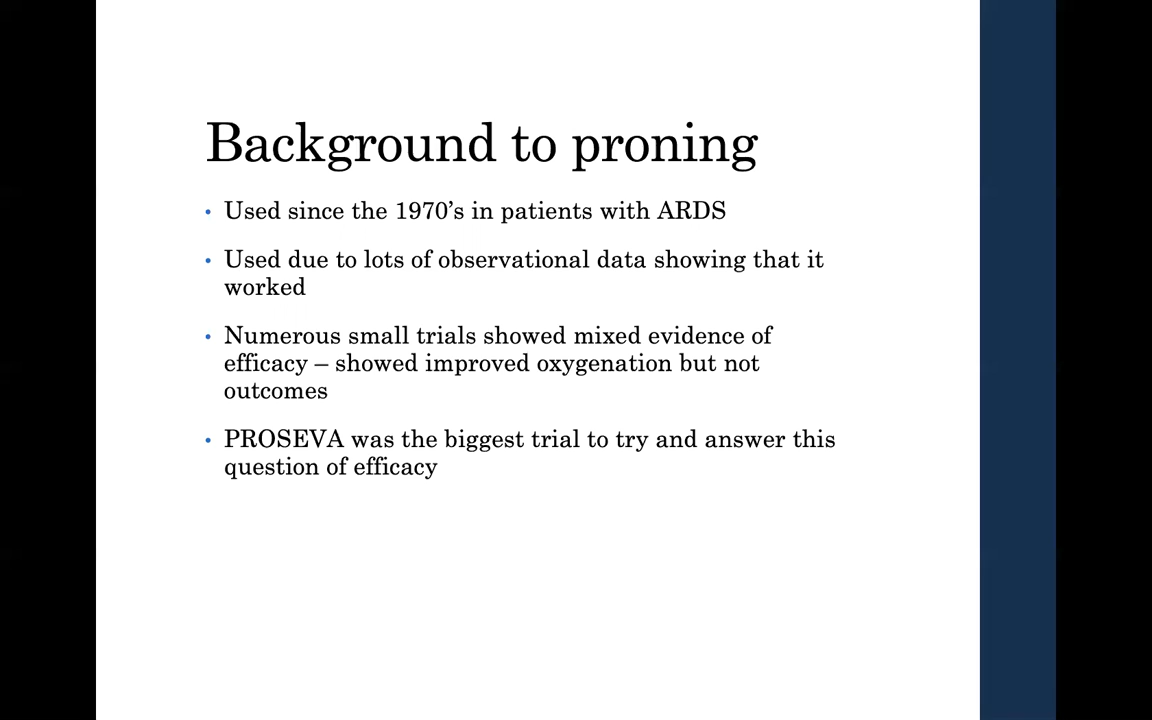 Background to proning
• Used since the 1970's in patients with ARDS
• Used due to lots of observational data showing that it
worked
• Numerous small trials showed mixed evidence of
efficacy – showed improved oxygenation but not
outcomes
• PROSEVA was the biggest trial to try and answer this
question of efficacy